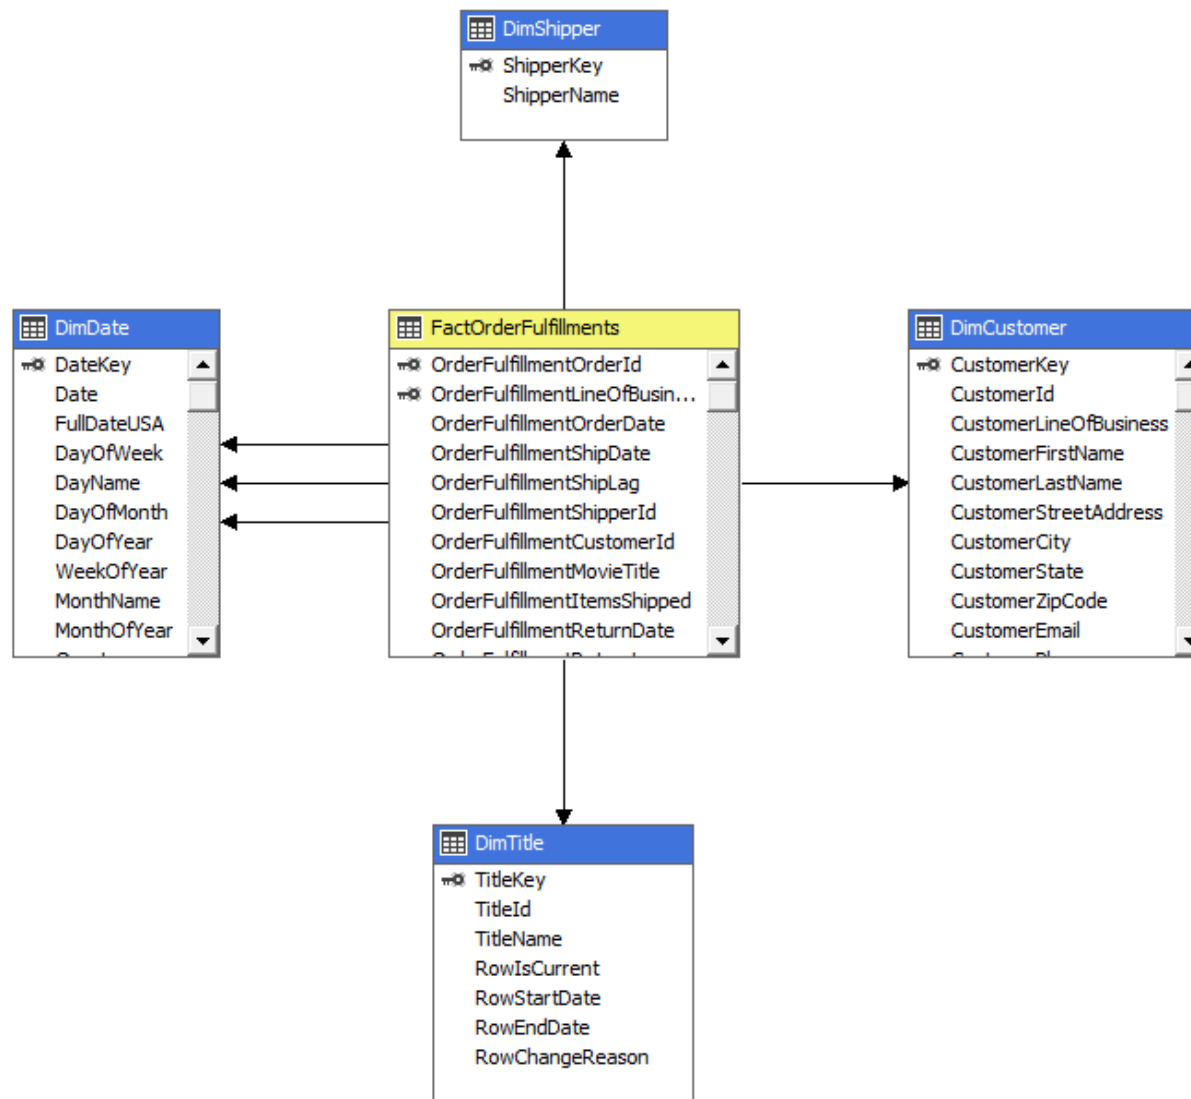 DimShipper
ShipperKey
ShipperName
DimDate
DateKey
Date
FullDateUSA
DayOfWeek
DayName
DayOfMonth
DayOfYear
WeekOfYear
MonthName
MonthOfYear
FactOrderFulfillments
OrderFulfillmentOrderId
OrderFulfillmentLineOfBusin...
OrderFulfillmentOrderDate
OrderFulfillmentShipDate
OrderFulfillmentShipLag
OrderFulfillmentShipperId
OrderFulfillmentCustomerId
OrderFulfillmentMovieTitle
OrderFulfillmentItemsShipped
OrderFulfillmentReturnDate
DimCustomer
CustomerKey
CustomerId
CustomerLineOfBusiness
CustomerFirstName
CustomerLastName
CustomerStreetAddress
CustomerCity
CustomerState
CustomerZipCode
CustomerEmail
DimTitle
TitleKey
TitleId
TitleName
RowIsCurrent
RowStartDate
RowEndDate
RowChangeReason